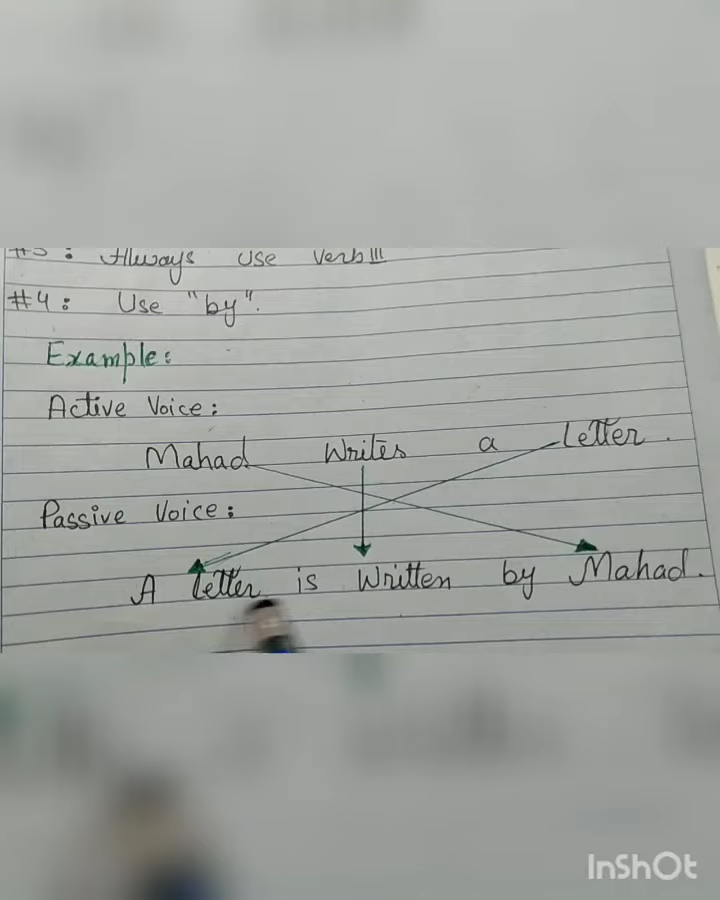 #3: Always use Verb III
#4: Use "by".
Example:
Active Voice:
Mahad Writes a Letter.
Passive Voice:
A letter is Written by Mahad.
InShOt